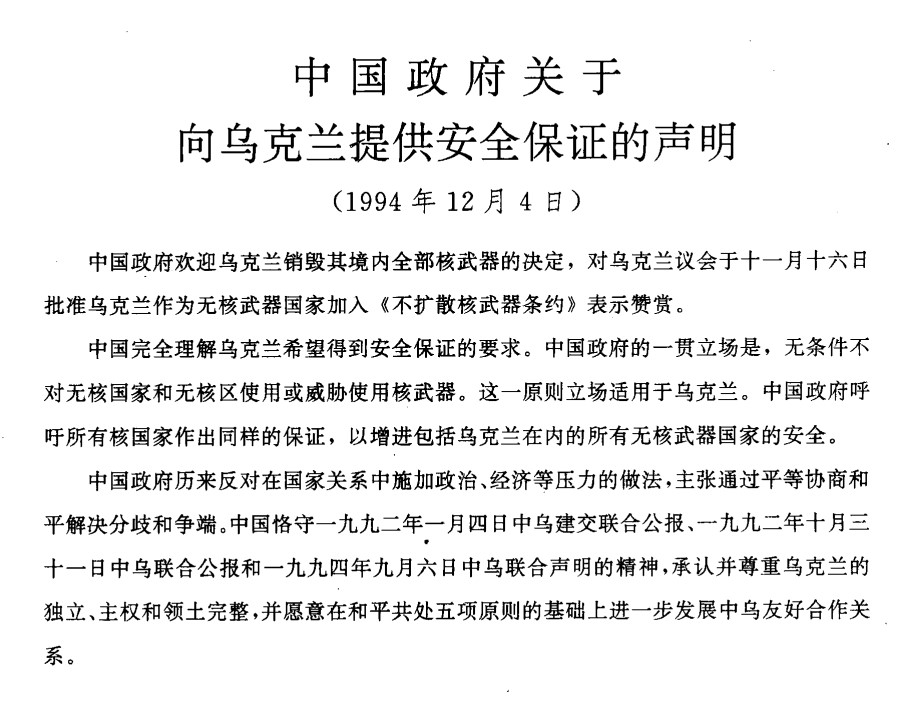 中国政府关于
向乌克兰提供安全保证的声明
(1994年12月4日)
中国政府欢迎乌克兰销毁其境内全部核武器的决定，对乌克兰议会于十一月十六日
批准乌克兰作为无核武器国家加入《不扩散核武器条约》表示赞赏。
中国完全理解乌克兰希望得到安全保证的要求。中国政府的一贯立场是，无条件不
对无核国家和无核区使用或威胁使用核武器。这一原则立场适用于乌克兰。中国政府呼
吁所有核国家作出同样的保证，以增进包括乌克兰在内的所有无核武器国家的安全。
中国政府历来反对在国家关系中施加政治、经济等压力的做法，主张通过平等协商和
平解决分歧和争端。中国恪守一九九二年一月四日中乌建交联合公报、一九九二年十月三
十一日中乌联合公报和一九九四年九月六日中乌联合声明的精神，承认并尊重乌克兰的
独立、主权和领土完整，并愿意在和平共处五项原则的基础上进一步发展中乌友好合作关
系。